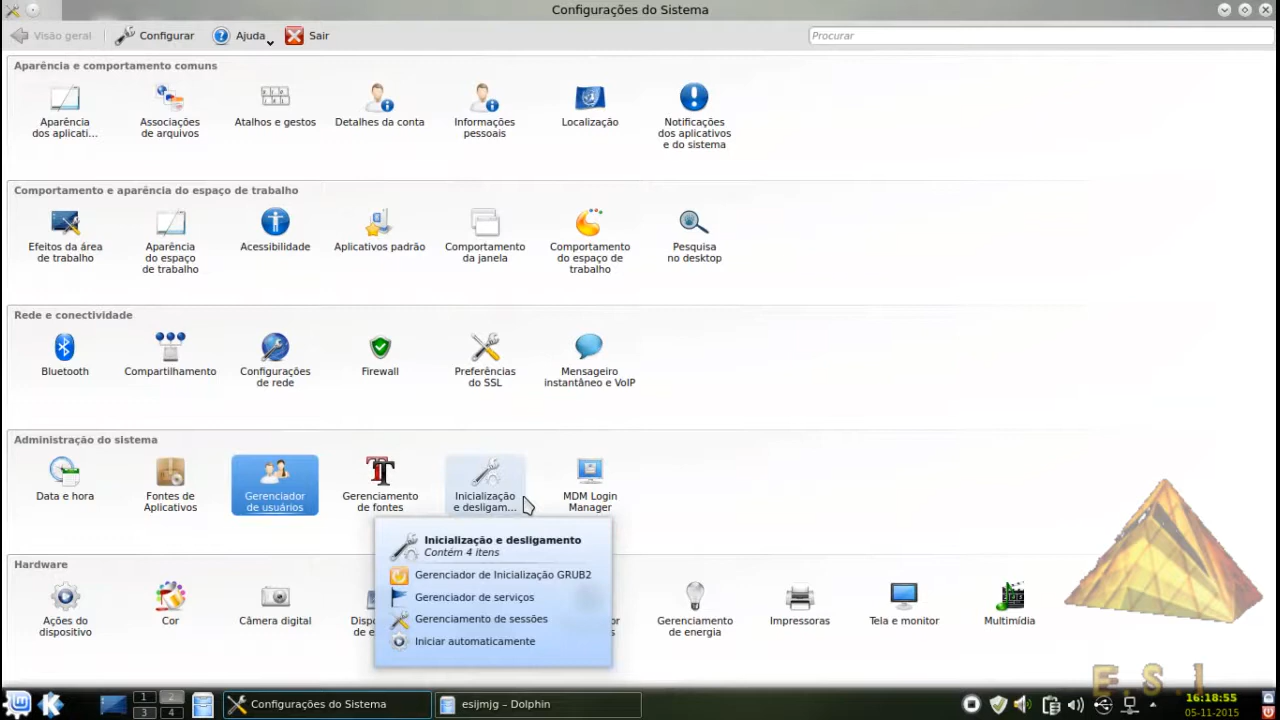 Configurações do Sistema
Visão geral
Configurar
Ajuda
Sair
Procurar
Aparência e comportamento comuns
Aparência
dos aplicati...
Associações
de arquivos
Atalhos e gestos
Detalhes da conta
Informações
pessoais
Localização
Notificações
dos aplicativos
e do sistema
Comportamento e aparência do espaço de trabalho
Efeitos da área
de trabalho
Aparência
do espaço
de trabalho
Acessibilidade
Aplicativos padrão
Comportamento
da janela
Comportamento
do espaço de
trabalho
Pesquisa
no desktop
Rede e conectividade
Bluetooth
Compartilhamento
Configurações
de rede
Firewall
Preferências
do SSL
Mensageiro
instantâneo e VoIP
Administração do sistema
Data e hora
Fontes de
Aplicativos
Gerenciador
de usuários
Gerenciamento
de fontes
Inicialização
e desligam...
MDM Login
Manager
Inicialização e desligamento
Contém 4 itens
Gerenciador de Inicialização GRUB2
Gerenciador de serviços
Gerenciamento de sessões
Iniciar automaticamente
Hardware
Ações do
dispositivo
Cor
Câmera digital
Gerenciamento
de energia
Impressoras
Tela e monitor
Multimídia
E.S.I
1
2
3
4
Configurações do Sistema
esijmjg – Dolphin
16:18:55
05-11-2015